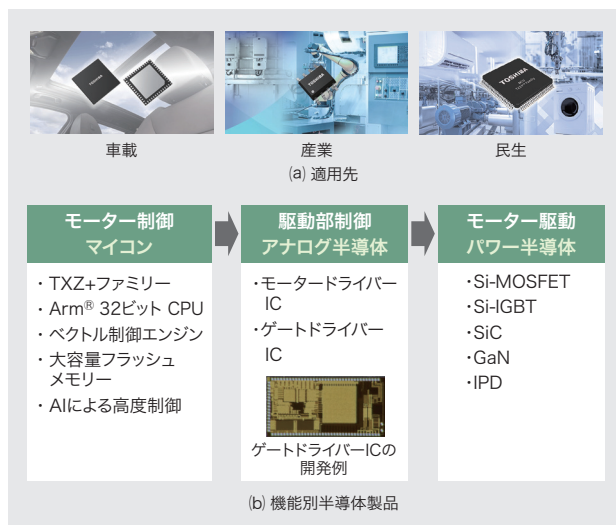 TOSHIBA
TOSHIBA
TOSHIBA
車載
産業
民生
(a) 適用先
モーター制御
マイコン
駆動部制御
アナログ半導体
モーター駆動
パワー半導体
・TXZ+ファミリー
・Arm® 32ビット CPU
・ベクトル制御エンジン
・大容量フラッシュ
メモリー
・AIによる高度制御
・モータードライバー
IC
・ゲートドライバー
IC
ゲートドライバーICの
開発例
・Si-MOSFET
・Si-IGBT
・SiC
・GaN
・IPD
(b) 機能別半導体製品